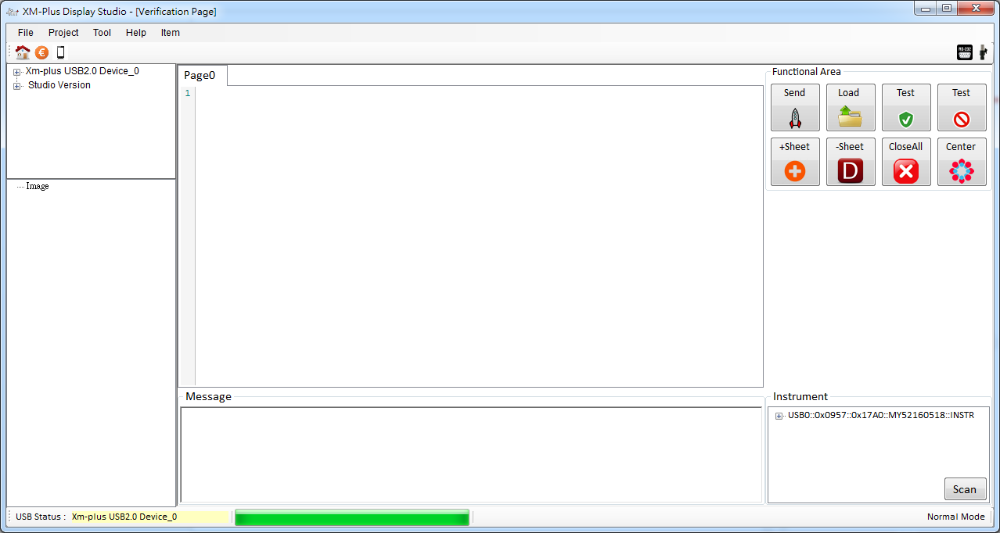 XM-Plus Display Studio - [Verification Page]
File Project Tool Help Item
RS-232
Xm-plus USB2.0 Device_0
Studio Version
Image
Page0
1
Functional Area
Send Load Test Test
+Sheet -Sheet CloseAll Center
D
Message
Instrument
USB0::0x0957::0x17A0::MY52160518::INSTR
Scan
USB Status : Xm-plus USB2.0 Device_0
Normal Mode